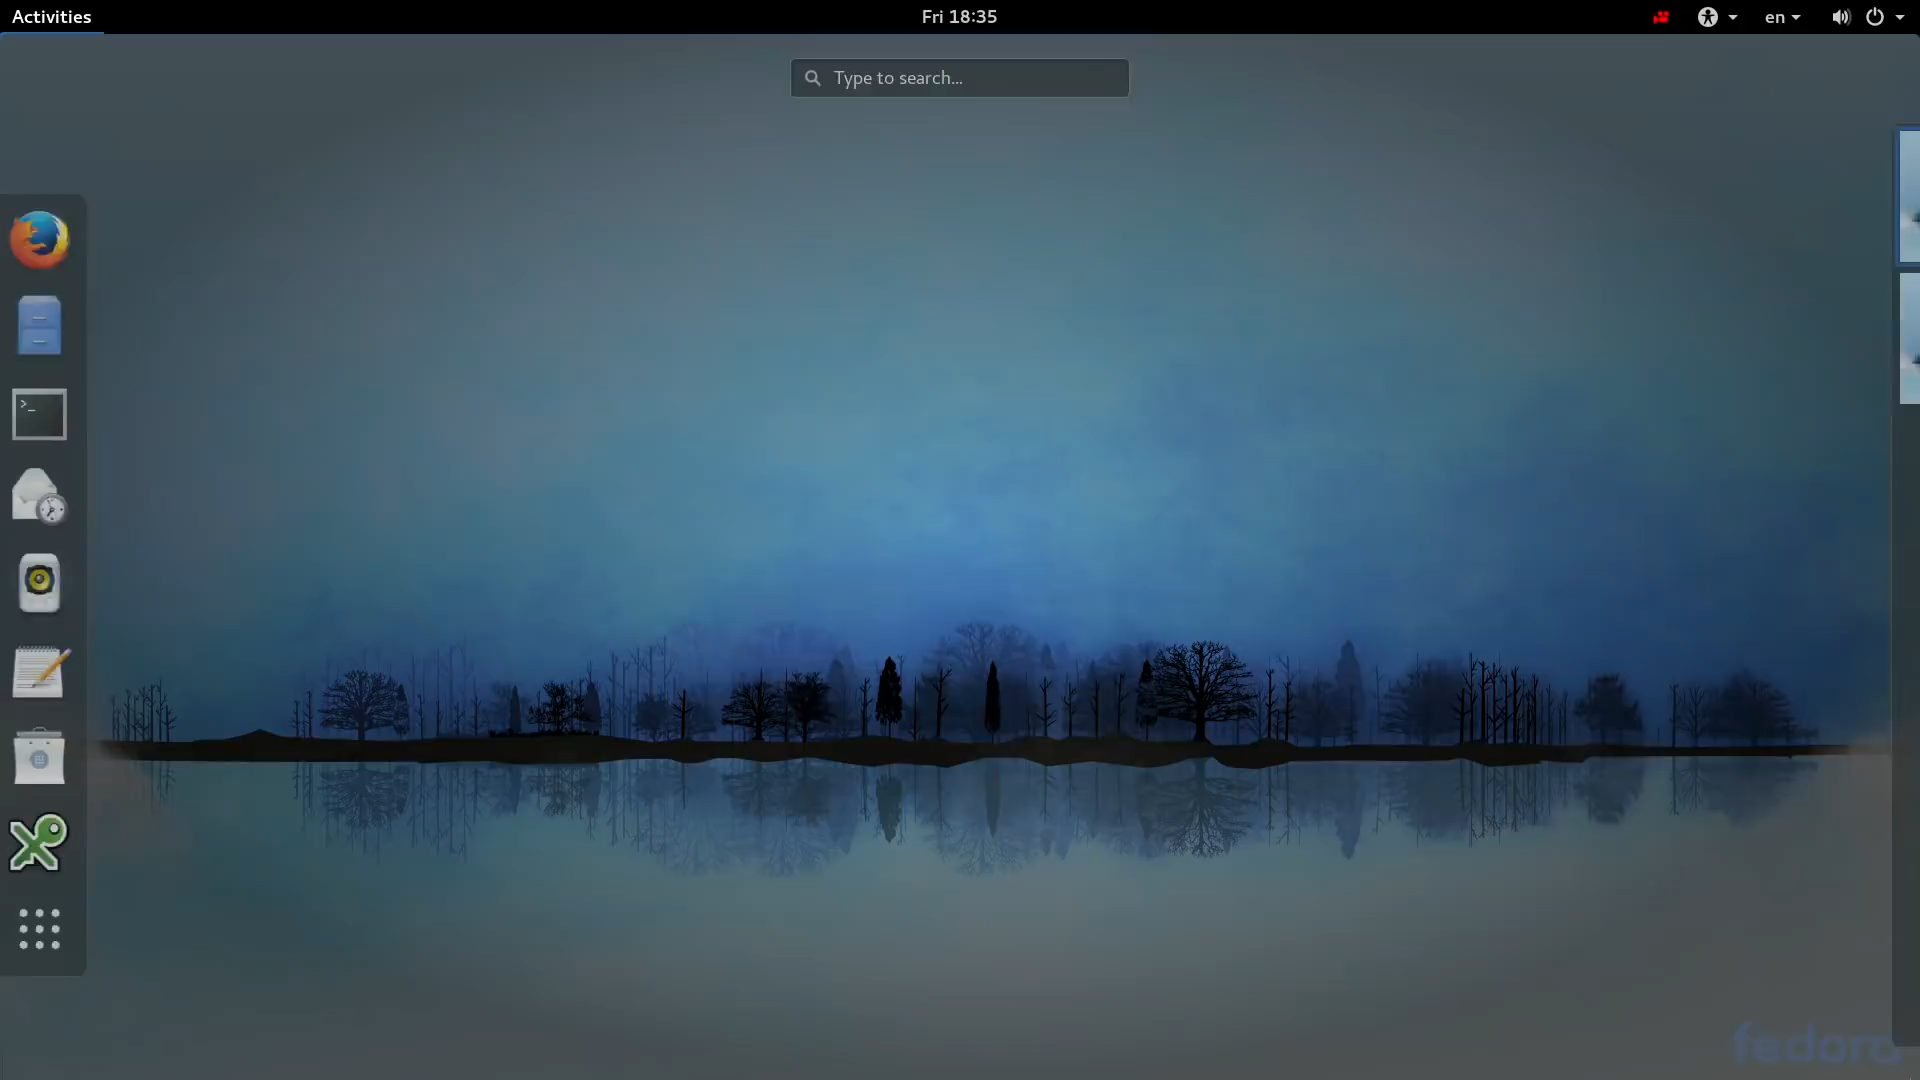 Activities
Fri 18:35
en
Type to search...
>_
fedora